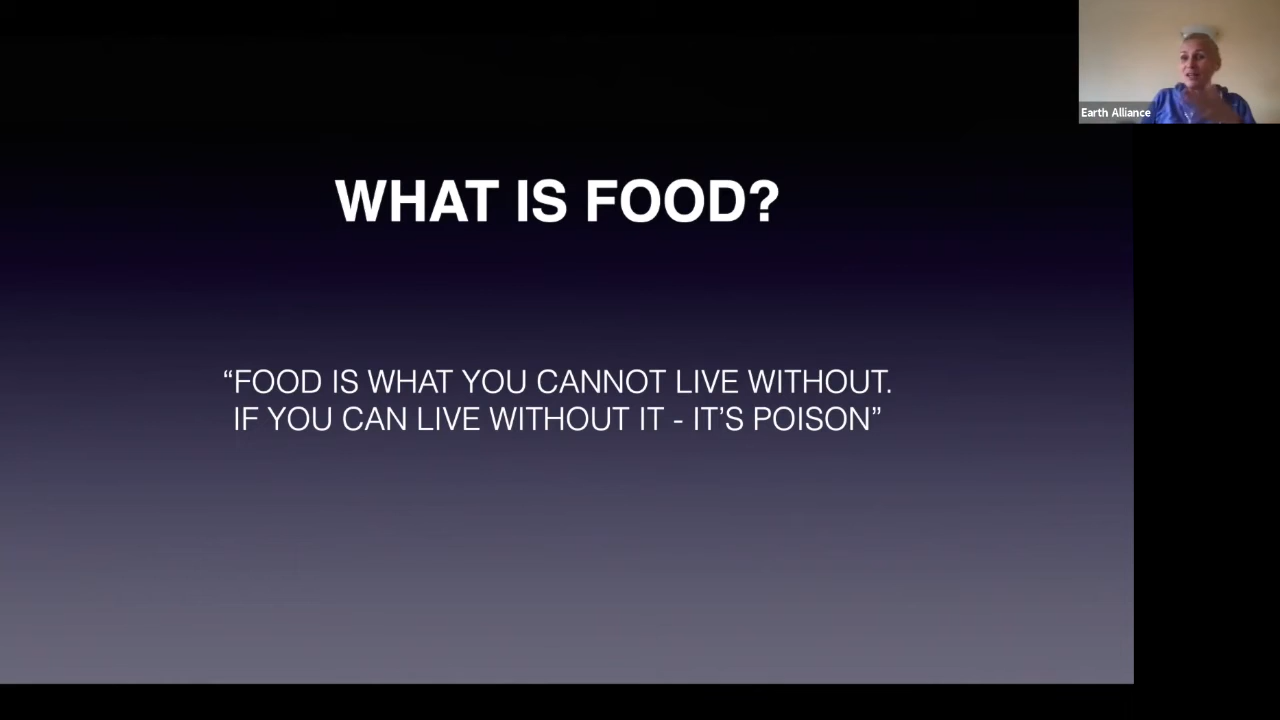 Earth Alliance
WHAT IS FOOD?
“FOOD IS WHAT YOU CANNOT LIVE WITHOUT.
IF YOU CAN LIVE WITHOUT IT - IT’S POISON”